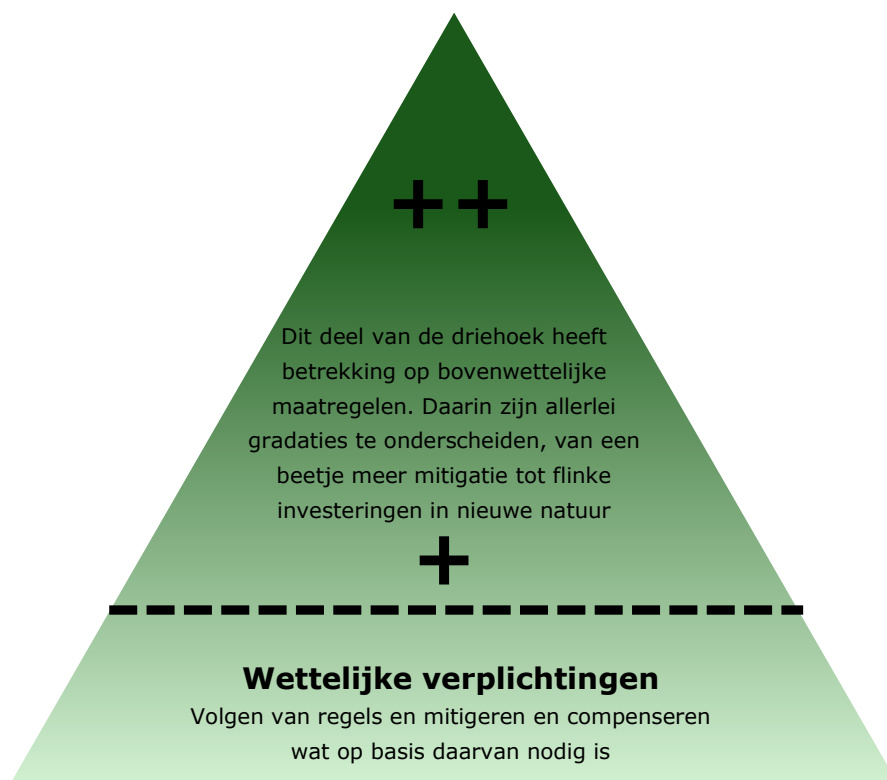 ++
Dit deel van de driehoek heeft
betrekking op bovenwettelijke
maatregelen. Daarin zijn allerlei
gradaties te onderscheiden, van een
beetje meer mitigatie tot flinke
investeringen in nieuwe natuur
+
Wettelijke verplichtingen
Volgen van regels en mitigeren en compenseren
wat op basis daarvan nodig is